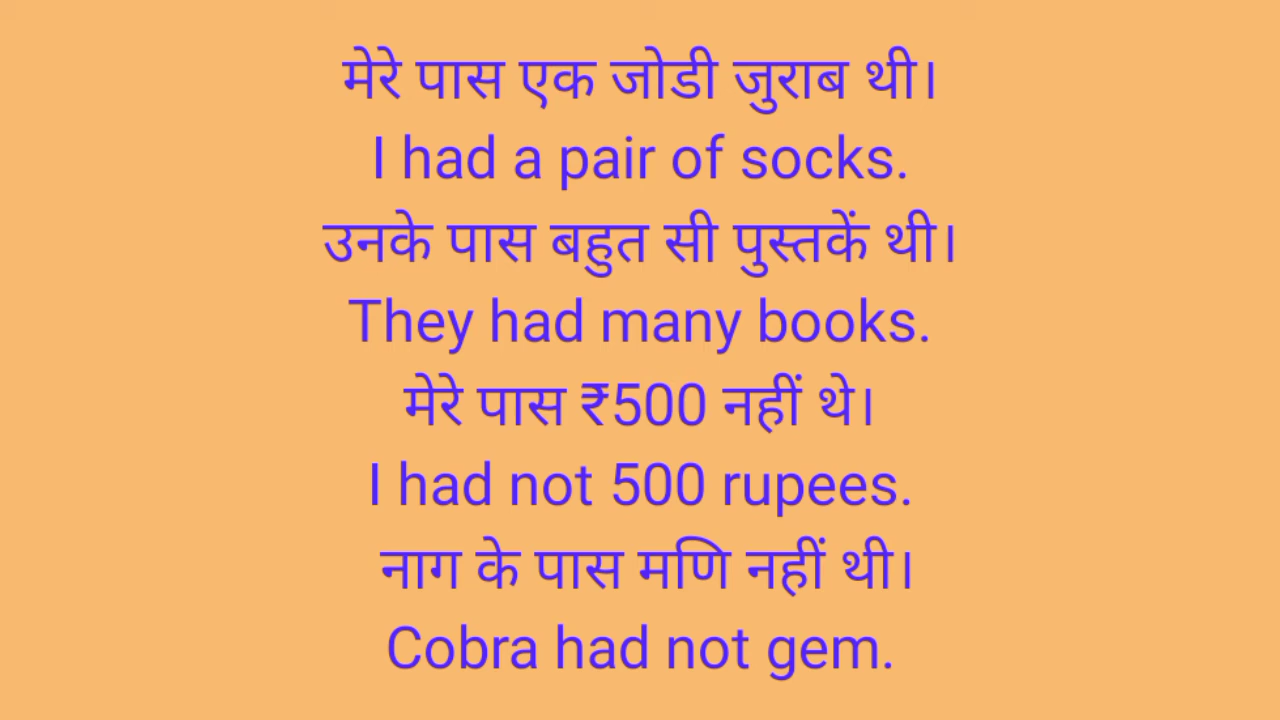 मेरे पास एक जोडी जुराब थी।
I had a pair of socks.
उनके पास बहुत सी पुस्तकें थी।
They had many books.
मेरे पास ₹500 नहीं थे।
I had not 500 rupees.
नाग के पास मणि नहीं थी।
Cobra had not gem.